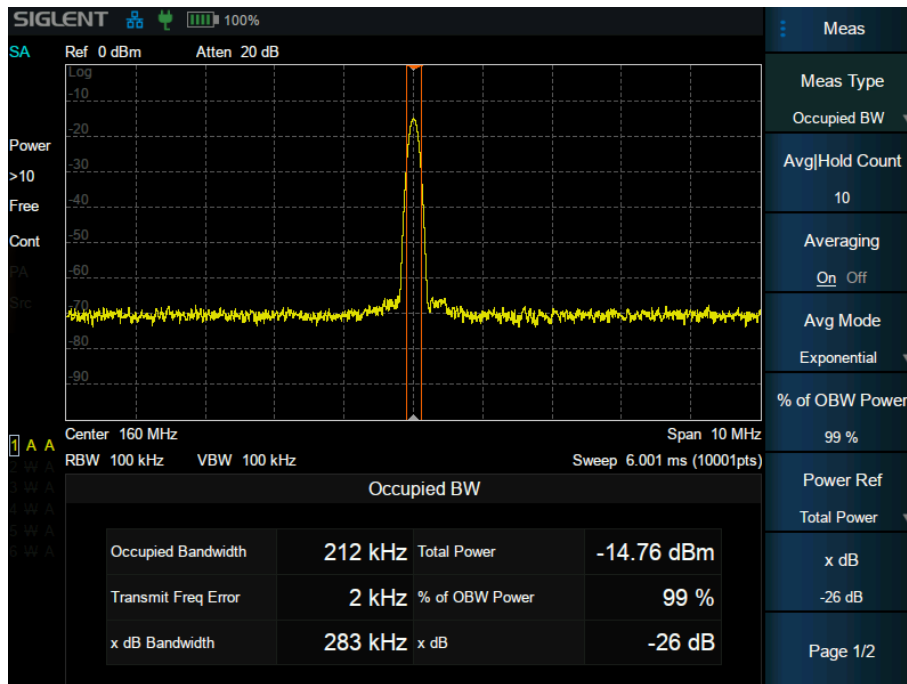 SIGLENT 100%
SA Ref 0 dBm Atten 20 dB
Log
-10
-20
-30
-40
-50
-60
-70
-80
-90
Power
>10
Free
Cont
PA
Src
1 A A
2 W A
3 W A
4 W A
5 W A
6 W A
Center 160 MHz Span 10 MHz
RBW 100 kHz VBW 100 kHz Sweep 6.001 ms (10001pts)
Occupied BW
Occupied Bandwidth 212 kHz Total Power -14.76 dBm
Transmit Freq Error 2 kHz % of OBW Power 99 %
x dB Bandwidth 283 kHz x dB -26 dB
Meas
Meas Type
Occupied BW
Avg|Hold Count
10
Averaging
On Off
Avg Mode
Exponential
% of OBW Power
99 %
Power Ref
Total Power
x dB
-26 dB
Page 1/2